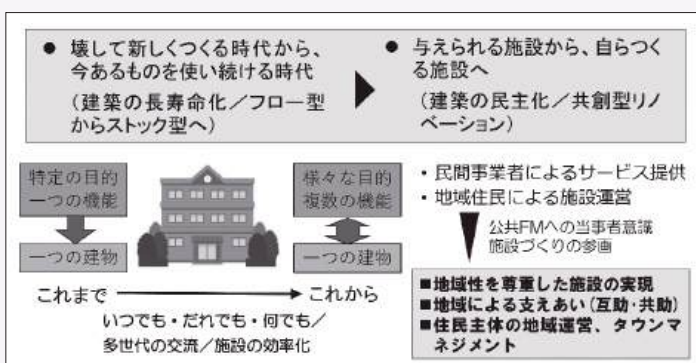 ● 壊して新しくつくる時代から、
今あるものを使い続ける時代
(建築の長寿命化/フロー型
からストック型へ)
● 与えられる施設から、自らつく
る施設へ
(建築の民主化/共創型リノ
ベーション)
特定の目的
一つの機能
一つの建物
様々な目的
複数の機能
一つの建物
これまで
これから
いつでも・だれでも・何でも/
多世代の交流/施設の効率化
・民間事業者によるサービス提供
・地域住民による施設運営
公共FMへの当事者意識
施設づくりの参画
■地域性を尊重した施設の実現
■地域による支えあい(互助・共助)
■住民主体の地域運営、タウンマ
ネジメント